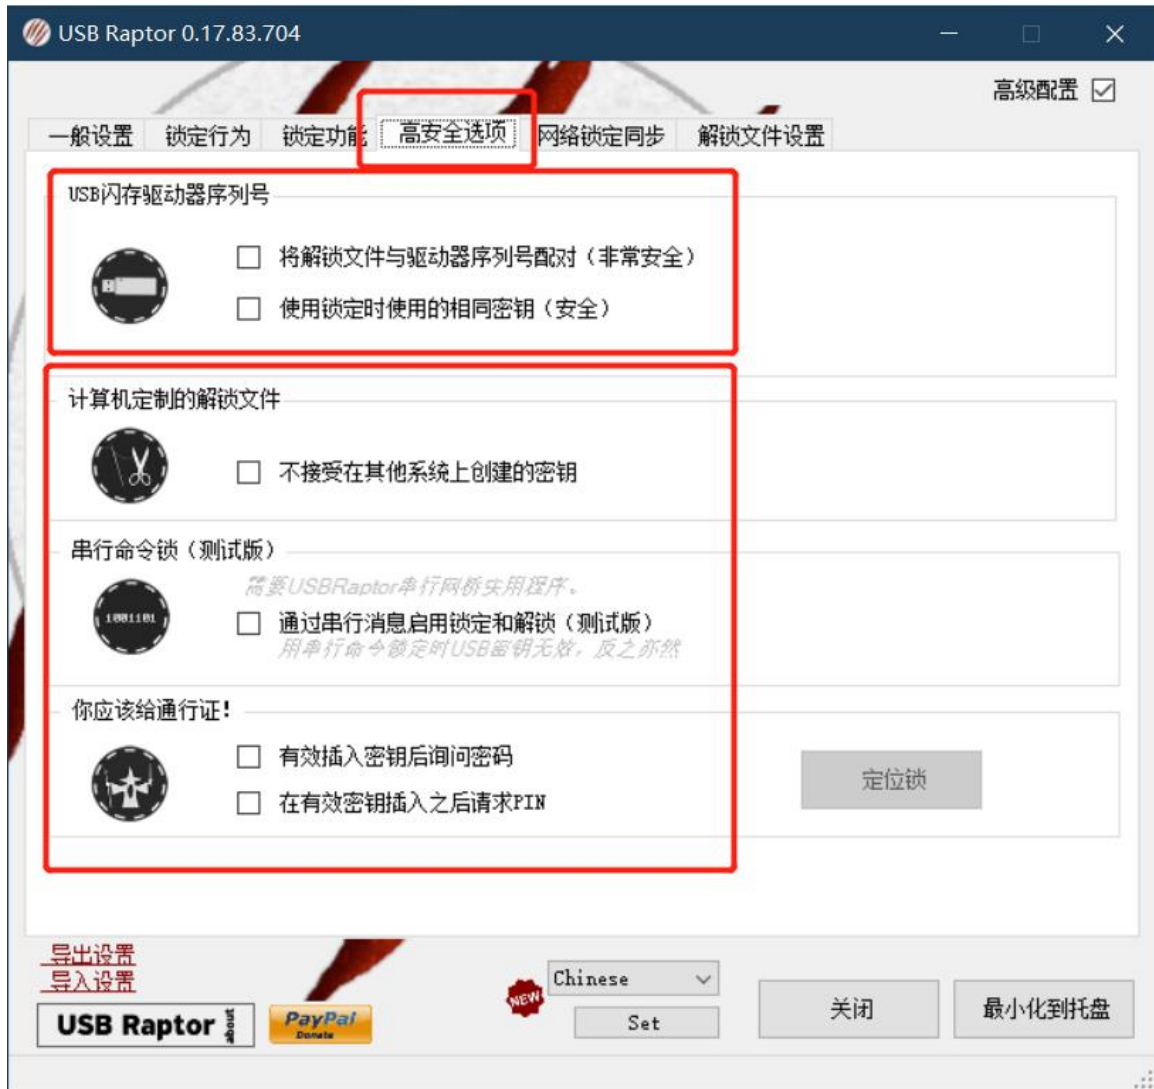 USB Raptor 0.17.83.704
高级配置
一般设置 锁定行为 锁定功能 高安全选项 网络锁定同步 解锁文件设置
USB闪存驱动器序列号
将解锁文件与驱动器序列号配对（非常安全）
使用锁定时使用的相同密钥（安全）
计算机定制的解锁文件
不接受在其他系统上创建的密钥
串行命令锁（测试版）
需要USBRaptor串行网桥实用程序。
1001101
通过串行消息启用锁定和解锁（测试版）
用串行命令锁定时USB密钥无效，反之亦然
你应该给通行证!
有效插入密钥后询问密码
在有效密钥插入之后请求PIN
定位锁
导出设置
导入设置
NEW
Chinese
Set
关闭
最小化到托盘
USB Raptor about
PayPal
Donate